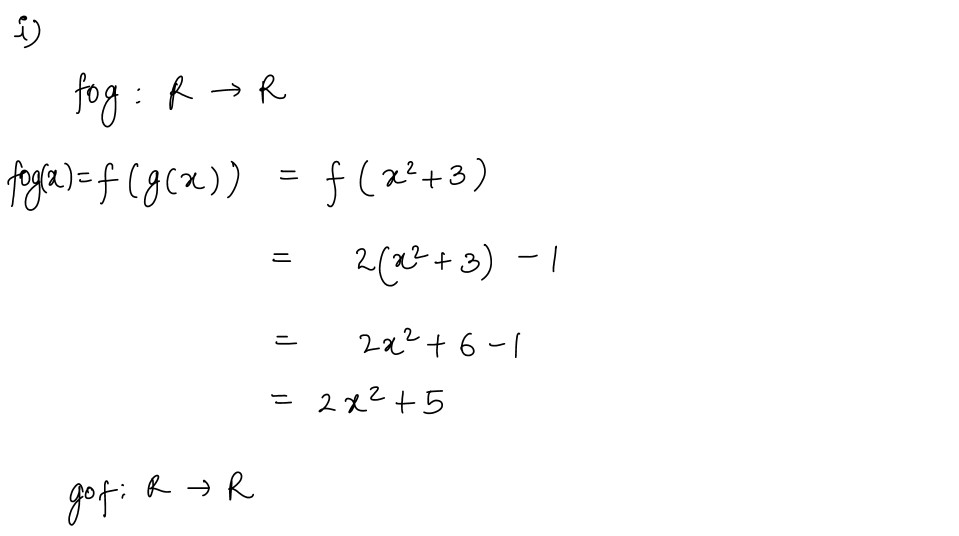 i)
fog : R → R
fog(x) = f(g(x)) = f(x² + 3)
= 2(x² + 3) - 1
= 2x² + 6 - 1
= 2x² + 5
gof : R → R